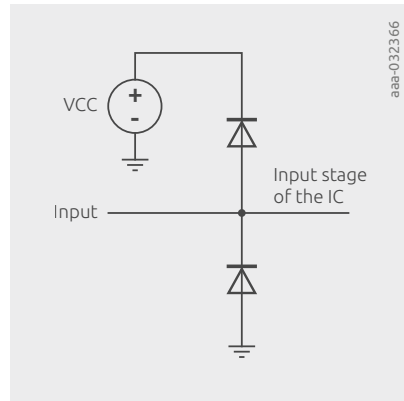 aaa-032366
VCC
+
-
Input stage
of the IC
Input